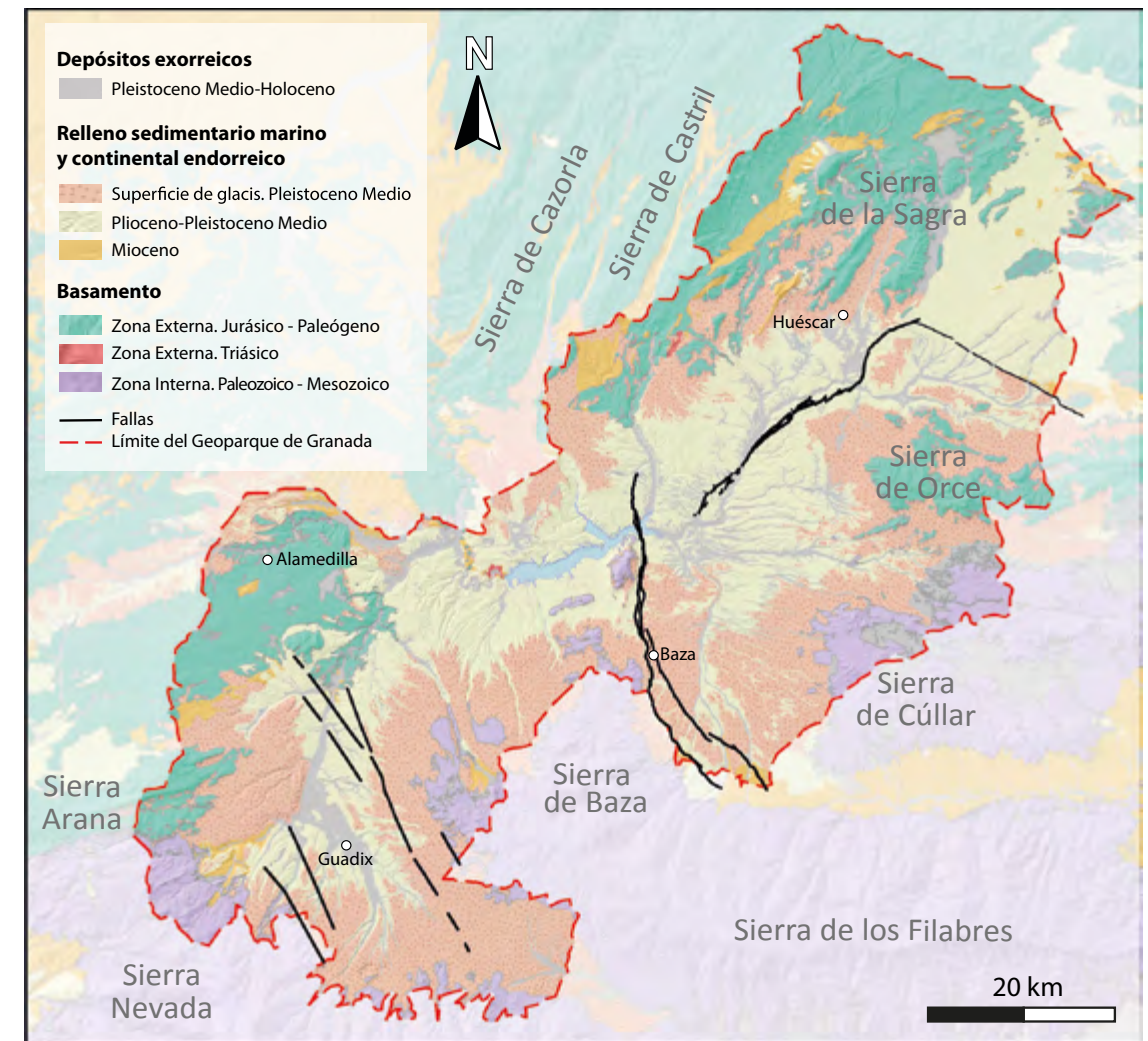 Depósitos exorreicos
Pleistoceno Medio-Holoceno
Relleno sedimentario marino
y continental endorreico
Superficie de glacis. Pleistoceno Medio
Plioceno-Pleistoceno Medio
Mioceno
Basamento
Zona Externa. Jurásico - Paleógeno
Zona Externa. Triásico
Zona Interna. Paleozoico - Mesozoico
Fallas
Límite del Geoparque de Granada
N
Sierra de Cazorla
Sierra de Castril
Sierra
de la Sagra
Huéscar
Sierra
de Orce
Alamedilla
Baza
Sierra
de Cúllar
Sierra
de Baza
Sierra
Arana
Guadix
Sierra de los Filabres
Sierra
Nevada
20 km